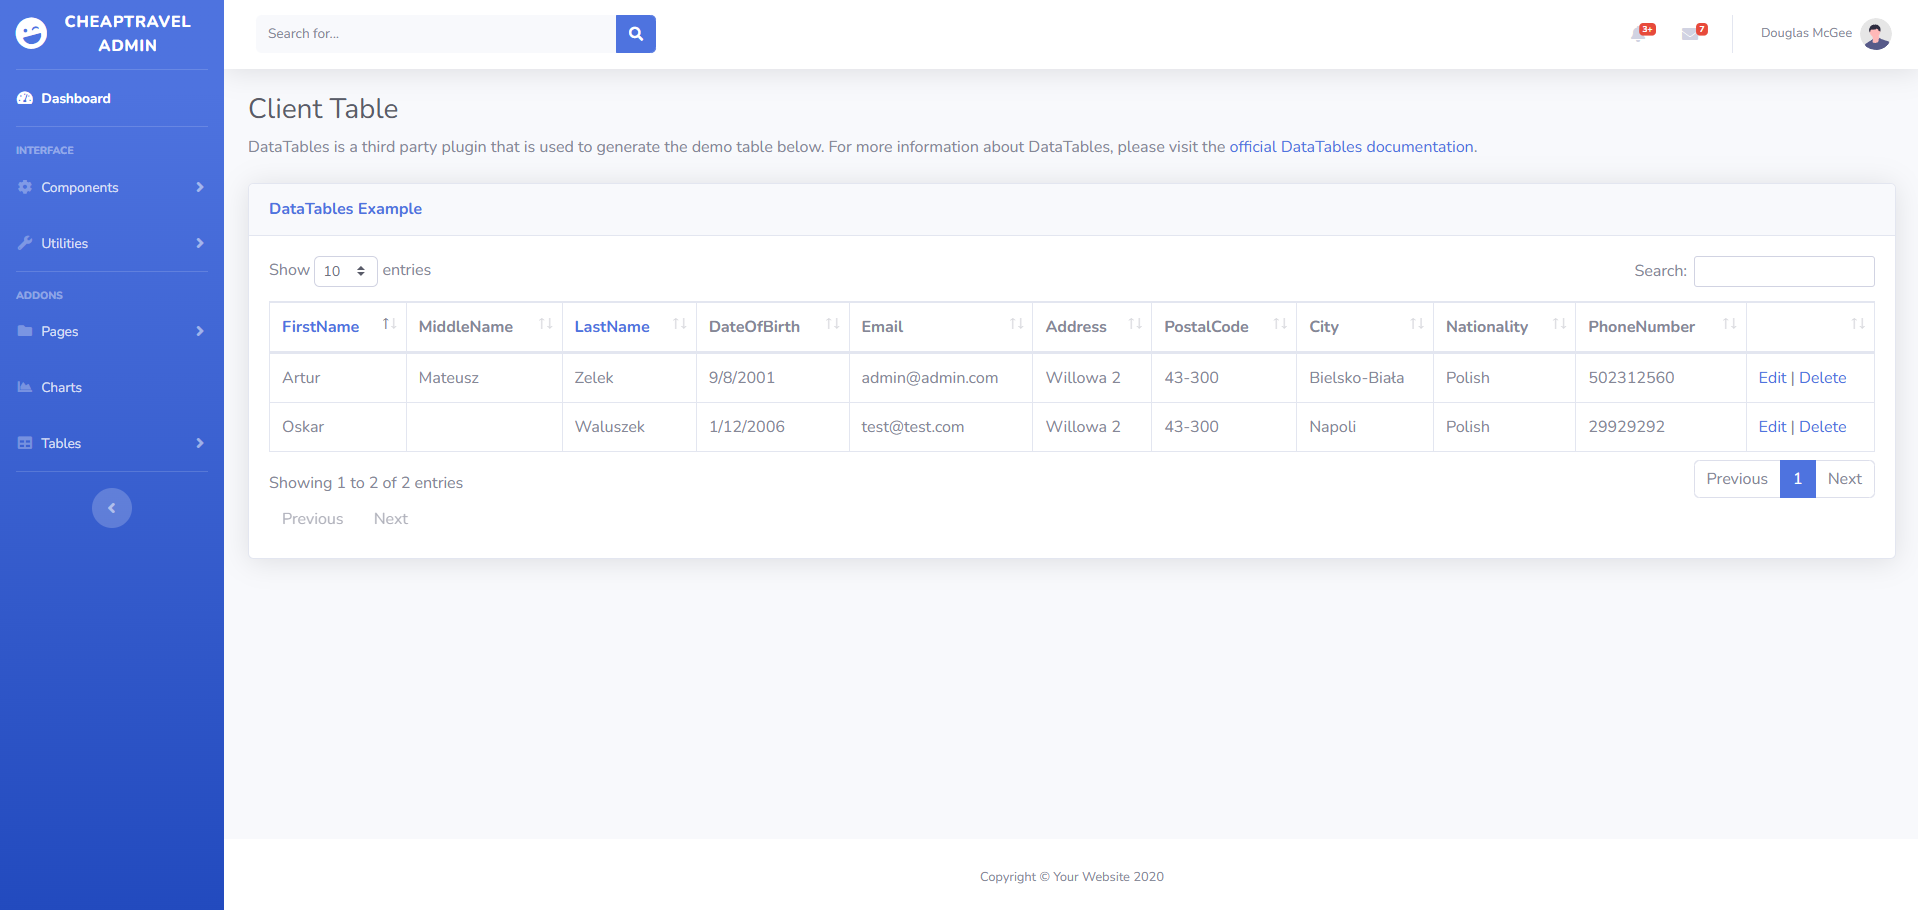 CHEAPTRAVEL
ADMIN
Search for...
3+
7
Douglas McGee
Dashboard
INTERFACE
Components
Utilities
ADDONS
Pages
Charts
Tables
Client Table
DataTables is a third party plugin that is used to generate the demo table below. For more information about DataTables, please visit the official DataTables documentation.
DataTables Example
Show 10 entries
Search:
FirstName MiddleName LastName DateOfBirth Email Address PostalCode City Nationality PhoneNumber
Artur Mateusz Zelek 9/8/2001 admin@admin.com Willowa 2 43-300 Bielsko-Biała Polish 502312560 Edit | Delete
Oskar Waluszek 1/12/2006 test@test.com Willowa 2 43-300 Napoli Polish 29929292 Edit | Delete
Showing 1 to 2 of 2 entries
Previous 1 Next
Previous Next
Copyright © Your Website 2020